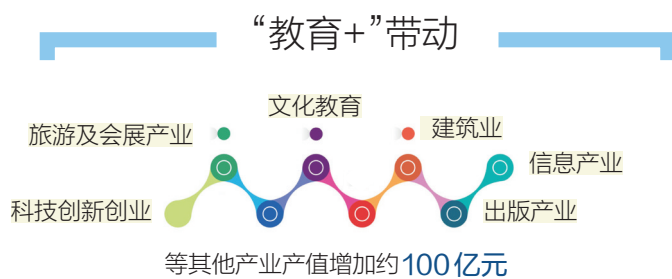 “教育+”带动
文化教育
旅游及会展产业
建筑业
信息产业
科技创新创业
出版产业
等其他产业产值增加约100亿元